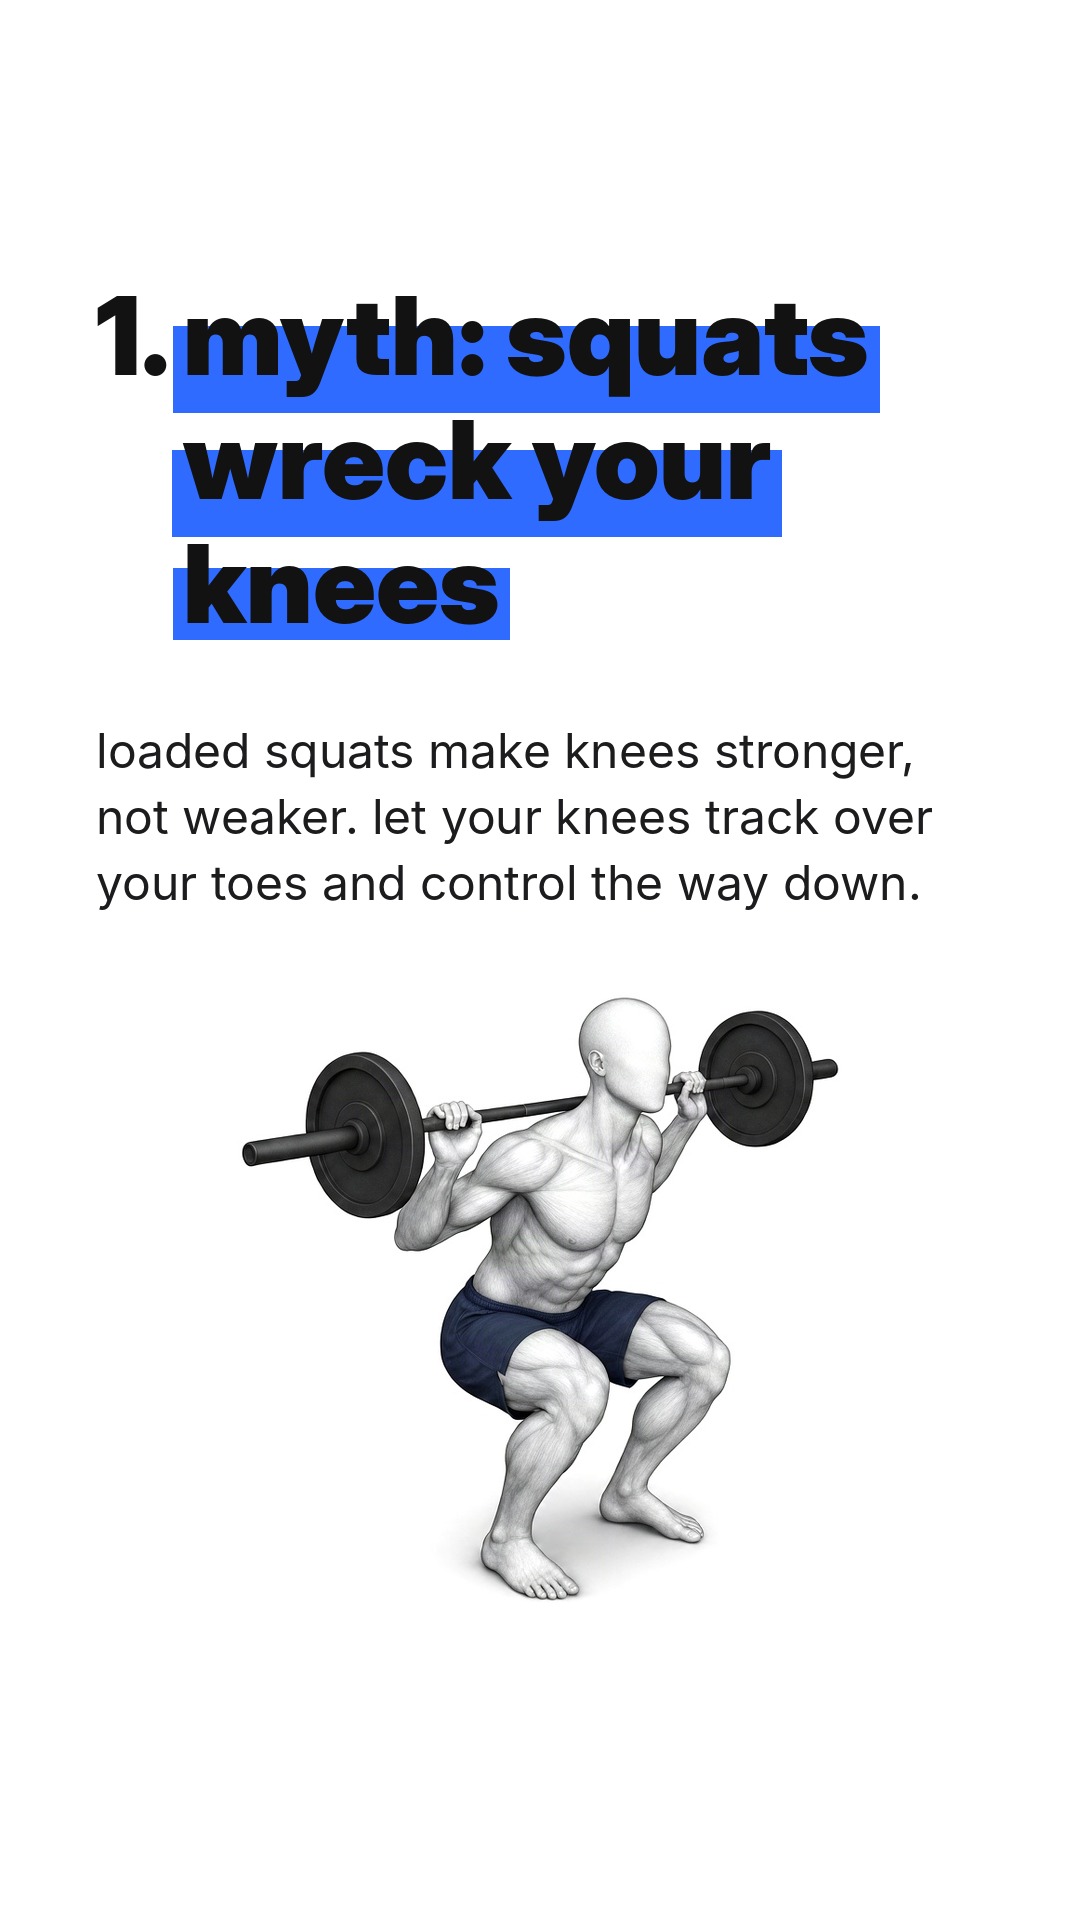 1. myth: squats
wreck your
knees
loaded squats make knees stronger,
not weaker. let your knees track over
your toes and control the way down.